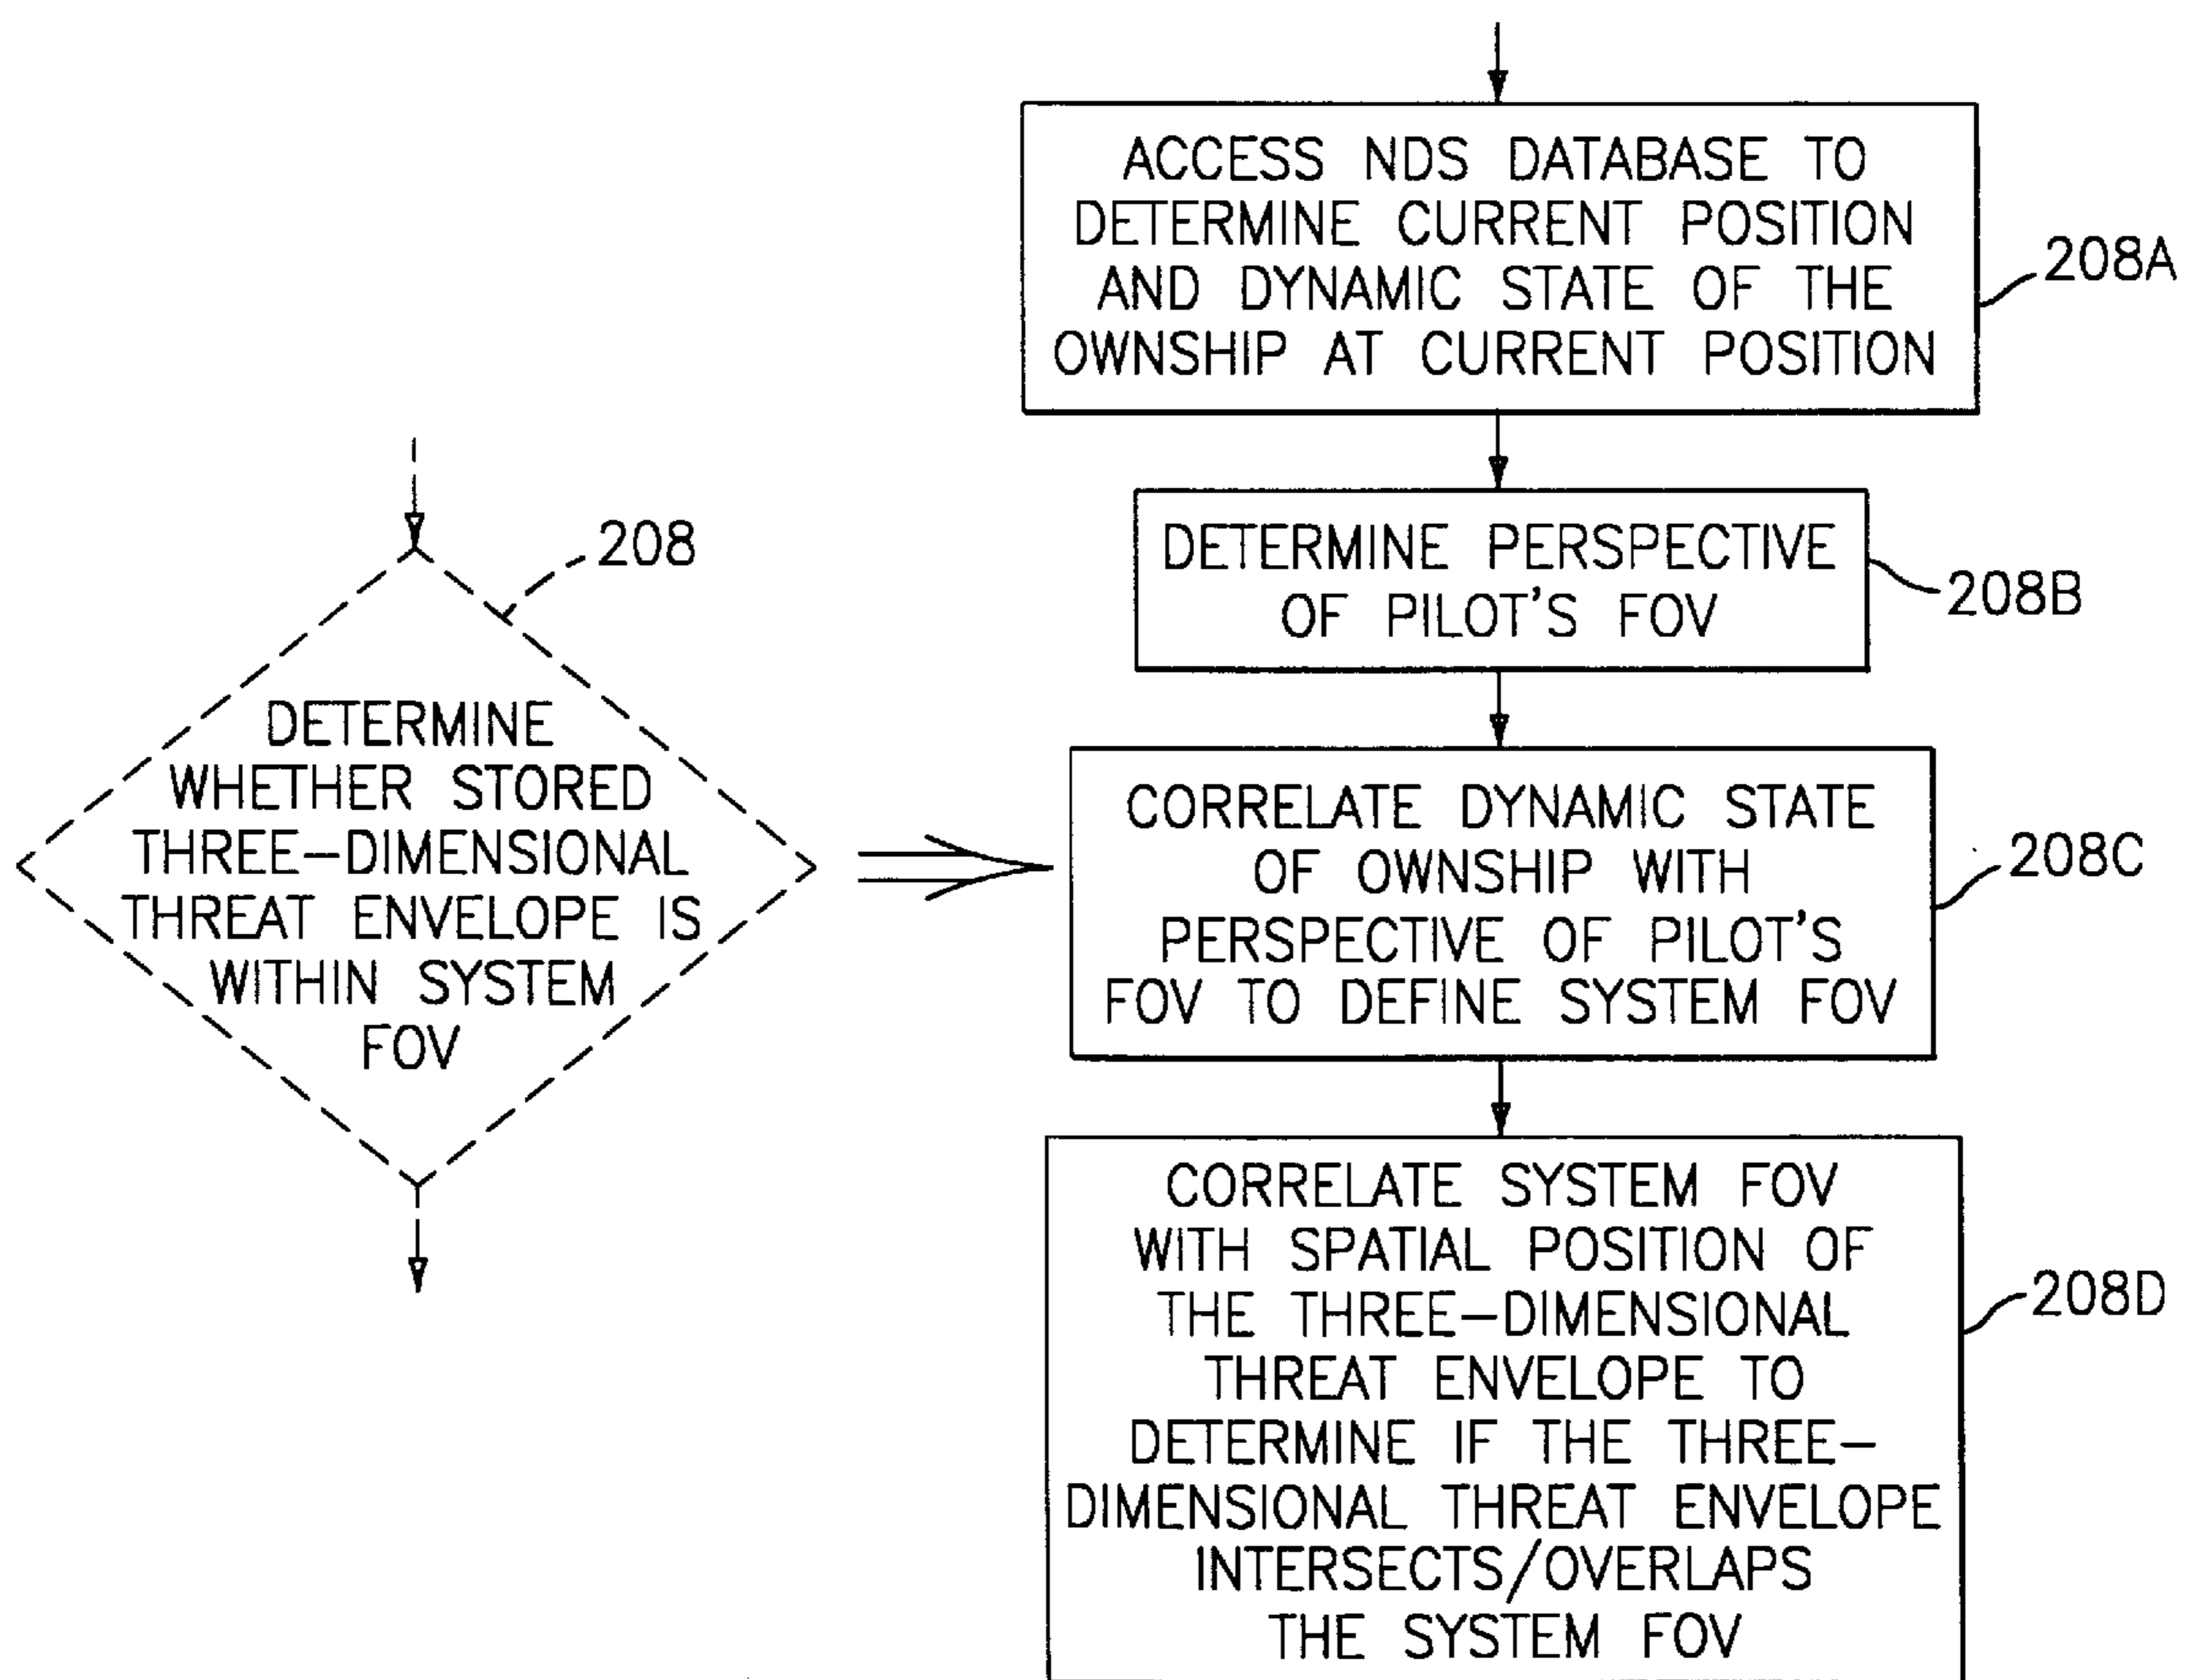 208
DETERMINE
WHETHER STORED
THREE-DIMENSIONAL
THREAT ENVELOPE IS
WITHIN SYSTEM
FOV
ACCESS NDS DATABASE TO
DETERMINE CURRENT POSITION
AND DYNAMIC STATE OF THE
OWNSHIP AT CURRENT POSITION
208A
DETERMINE PERSPECTIVE
OF PILOT'S FOV
208B
CORRELATE DYNAMIC STATE
OF OWNSHIP WITH
PERSPECTIVE OF PILOT'S
FOV TO DEFINE SYSTEM FOV
208C
CORRELATE SYSTEM FOV
WITH SPATIAL POSITION OF
THE THREE-DIMENSIONAL
THREAT ENVELOPE TO
DETERMINE IF THE THREE-
DIMENSIONAL THREAT ENVELOPE
INTERSECTS/OVERLAPS
THE SYSTEM FOV
208D